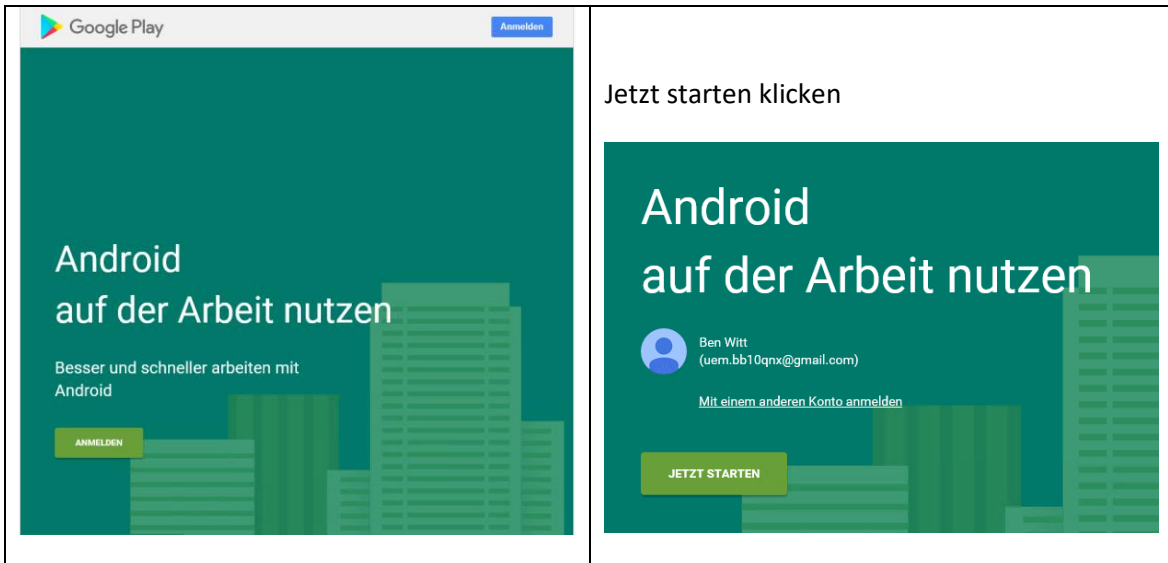 Google Play
Anmelden
Android
auf der Arbeit nutzen
Besser und schneller arbeiten mit
Android
ANMELDEN
Jetzt starten klicken
Android
auf der Arbeit nutzen
Ben Witt
(uem.bb10qnx@gmail.com)
Mit einem anderen Konto anmelden
JETZT STARTEN